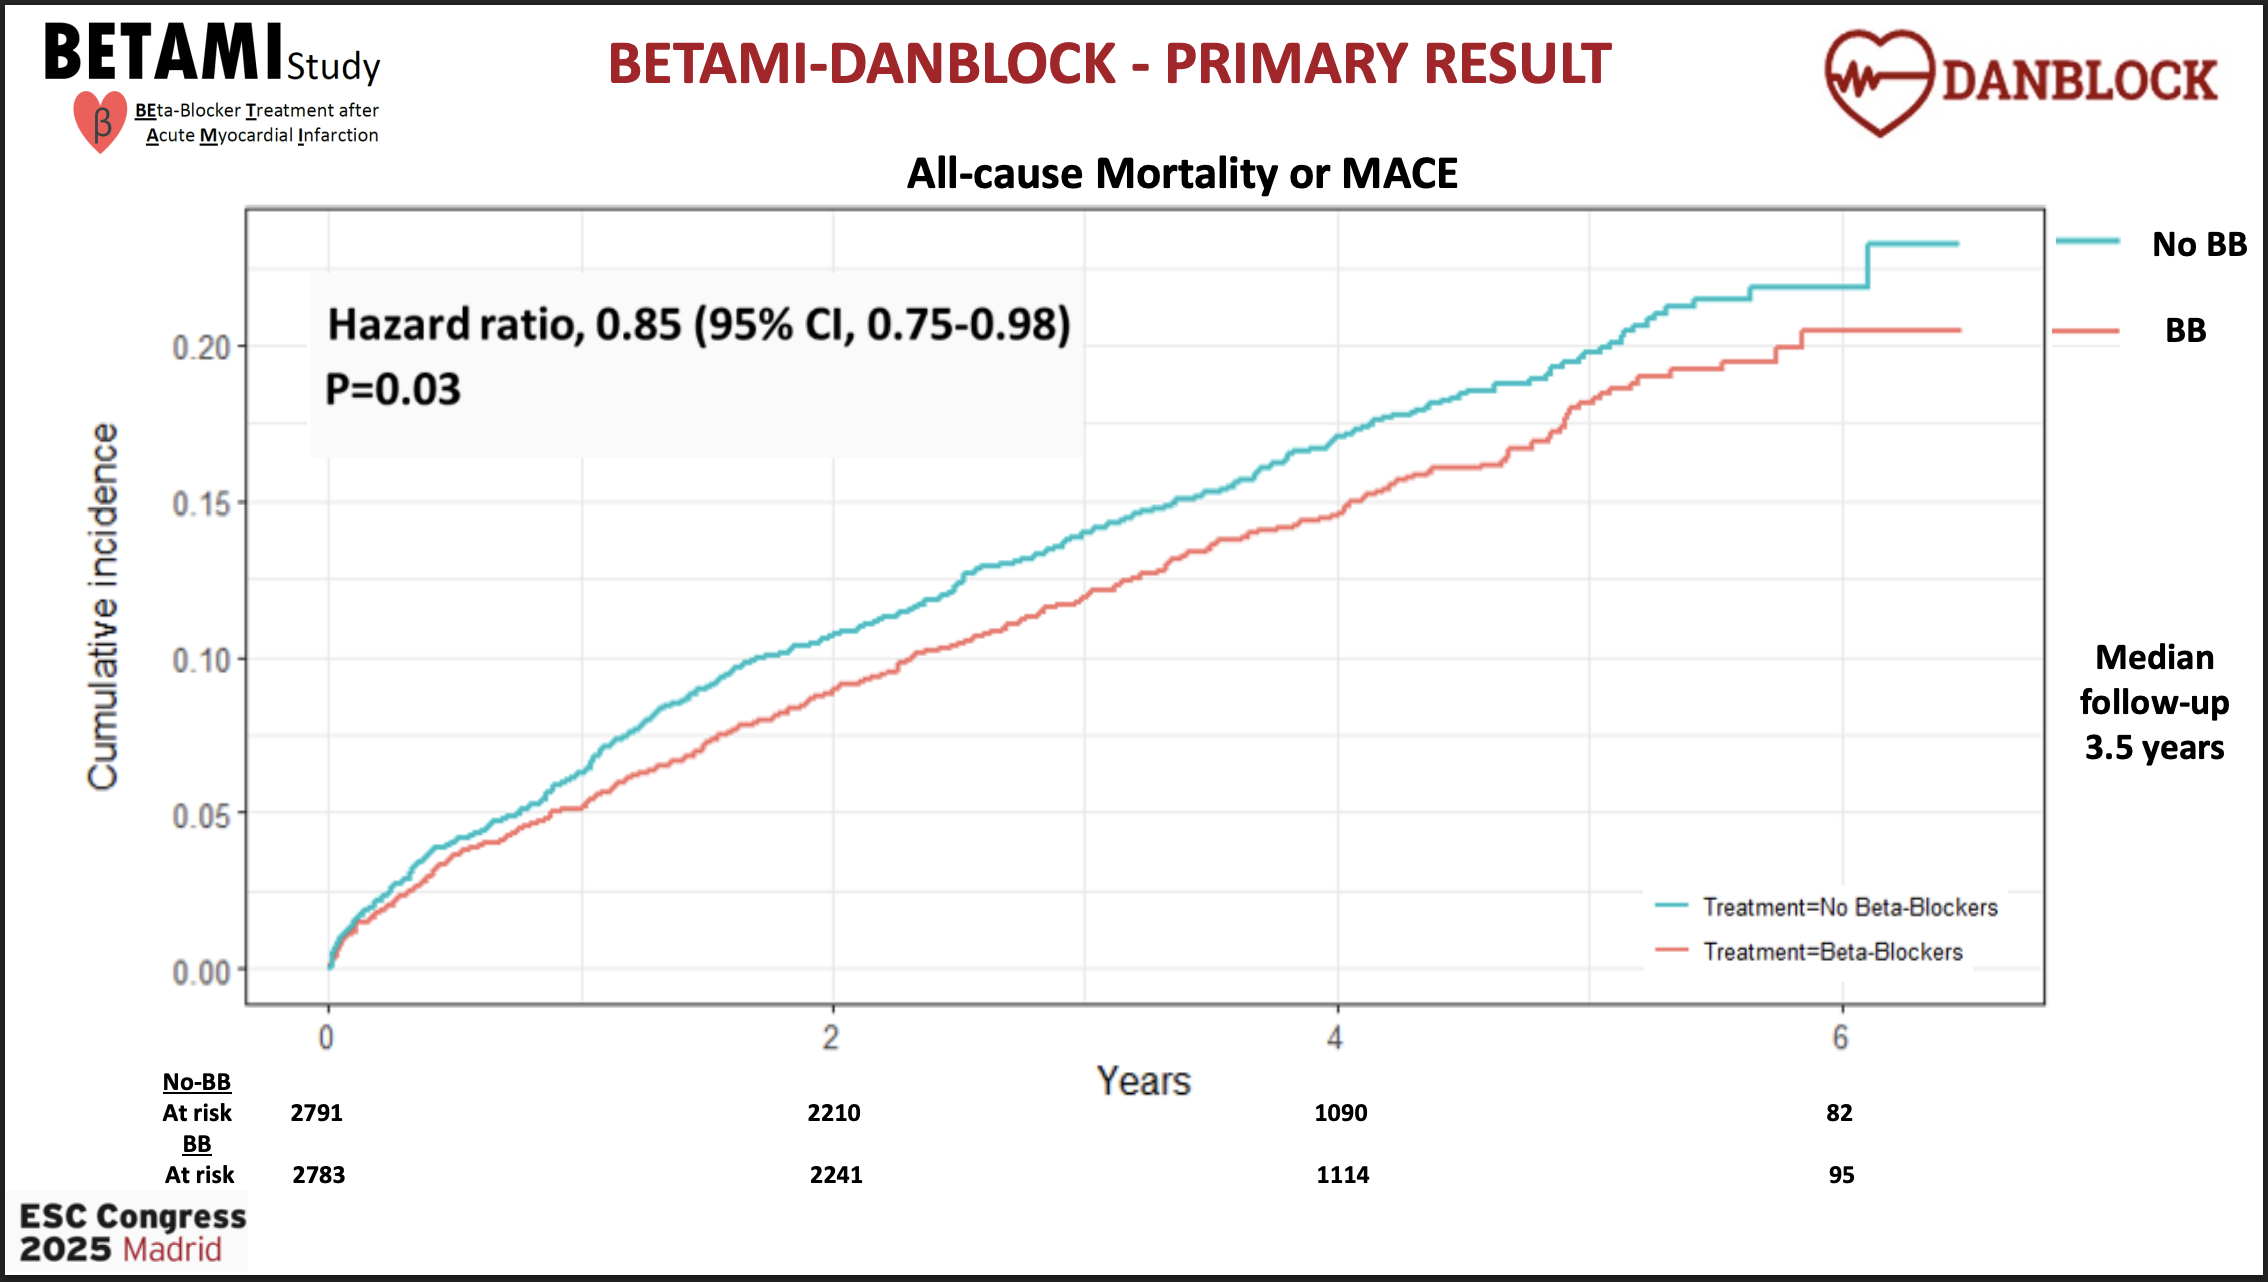 BETAMI Study
β
BEta-Blocker Treatment after
Acute Myocardial Infarction
BETAMI-DANBLOCK - PRIMARY RESULT
DANBLOCK
All-cause Mortality or MACE
No BB
BB
Hazard ratio, 0.85 (95% CI, 0.75-0.98)
P=0.03
Cumulative incidence
0.20
0.15
0.10
0.05
0.00
Median
follow-up
3.5 years
Treatment=No Beta-Blockers
Treatment=Beta-Blockers
0 2 4 6
Years
No-BB
At risk 2791 2210 1090 82
BB
At risk 2783 2241 1114 95
ESC Congress
2025 Madrid